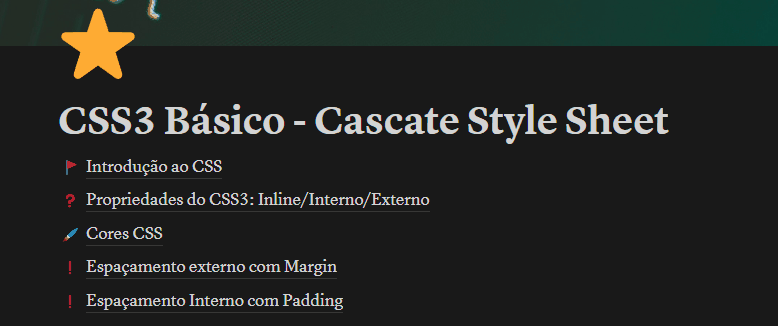 CSS3 Básico - Cascate Style Sheet
Introdução ao CSS
Propriedades do CSS3: Inline/Interno/Externo
Cores CSS
Espaçamento externo com Margin
Espaçamento Interno com Padding